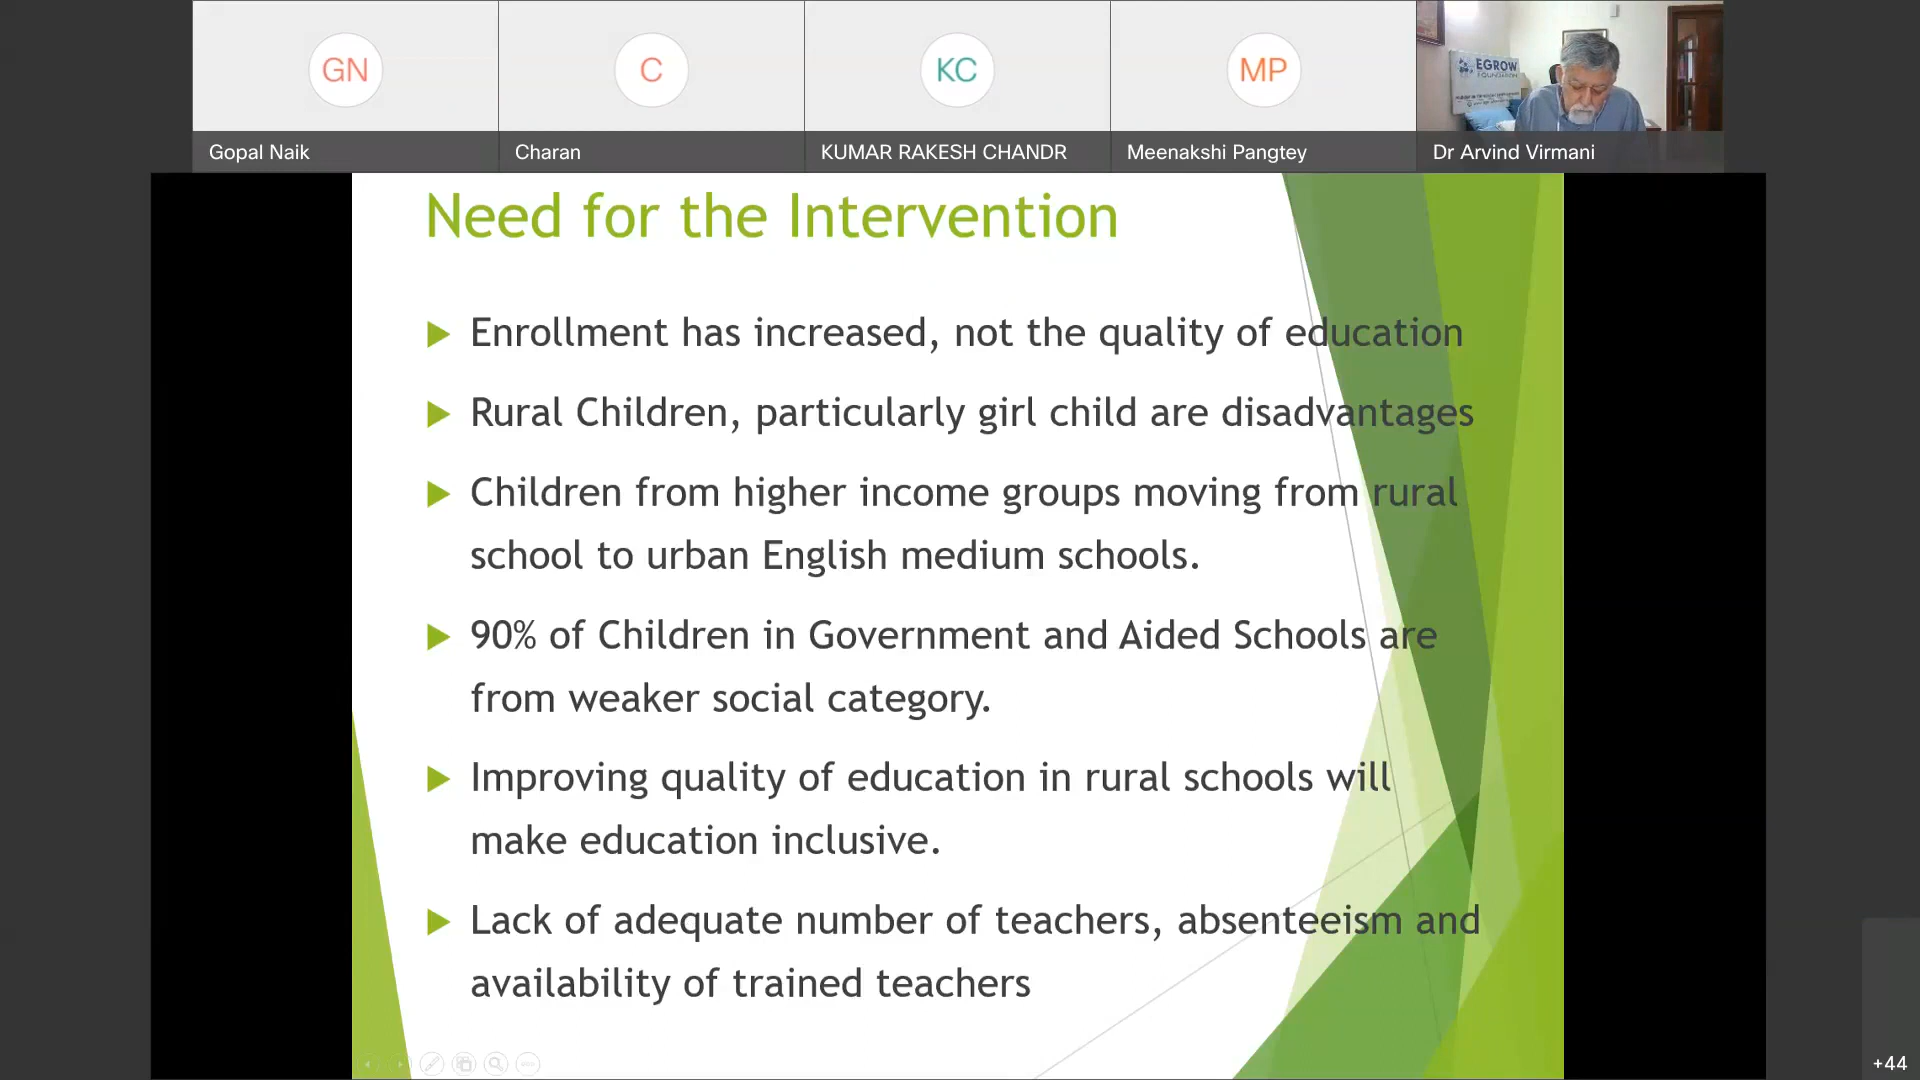 GN
C
KC
MP
EGROW
FOUNDATION
Gopal Naik
Charan
KUMAR RAKESH CHANDR
Meenakshi Pangtey
Dr Arvind Virmani
Need for the Intervention
Enrollment has increased, not the quality of education
Rural Children, particularly girl child are disadvantages
Children from higher income groups moving from rural
school to urban English medium schools.
90% of Children in Government and Aided Schools are
from weaker social category.
Improving quality of education in rural schools will
make education inclusive.
Lack of adequate number of teachers, absenteeism and
availability of trained teachers
+44